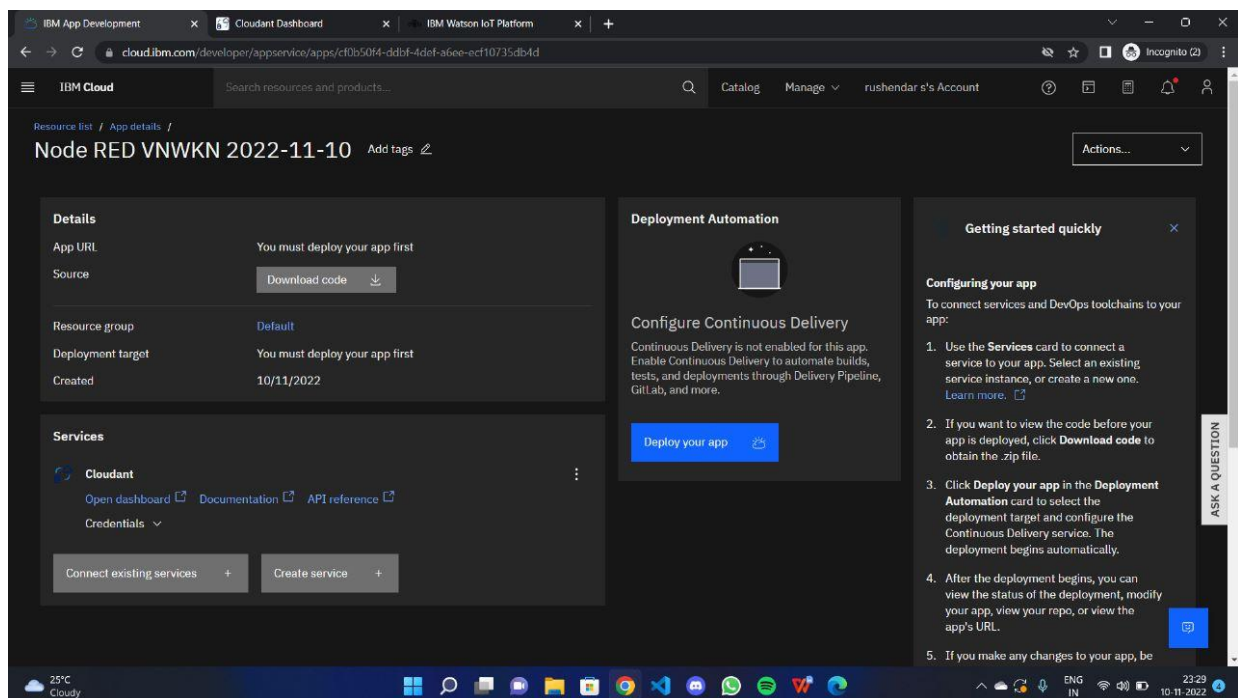 IBM App Development
Cloudant Dashboard
IBM Watson IoT Platform
cloud.ibm.com/developer/appservice/apps/cf0b50f4-ddbf-4def-a6ee-ecf10735db4d
Incognito (2)
IBM Cloud
Search resources and products...
Catalog
Manage
rushendar s's Account
Resource list / App details /
Node RED VNWKN 2022-11-10
Add tags
Actions...
Details
App URL
You must deploy your app first
Source
Download code
Resource group
Default
Deployment target
You must deploy your app first
Created
10/11/2022
Services
Cloudant
Open dashboard
Documentation
API reference
Credentials
Connect existing services +
Create service +
Deployment Automation
Configure Continuous Delivery
Continuous Delivery is not enabled for this app.
Enable Continuous Delivery to automate builds,
tests, and deployments through Delivery Pipeline,
GitLab, and more.
Deploy your app
Getting started quickly
Configuring your app
To connect services and DevOps toolchains to your
app:
1. Use the Services card to connect a
service to your app. Select an existing
service instance, or create a new one.
Learn more.
2. If you want to view the code before your
app is deployed, click Download code to
obtain the .zip file.
3. Click Deploy your app in the Deployment
Automation card to select the
deployment target and configure the
Continuous Delivery service. The
deployment begins automatically.
4. After the deployment begins, you can
view the status of the deployment, modify
your app, view your repo, or view the
app's URL.
5. If you make any changes to your app, be
ASK A QUESTION
25°C
Cloudy
ENG
IN
23:29
10-11-2022
4